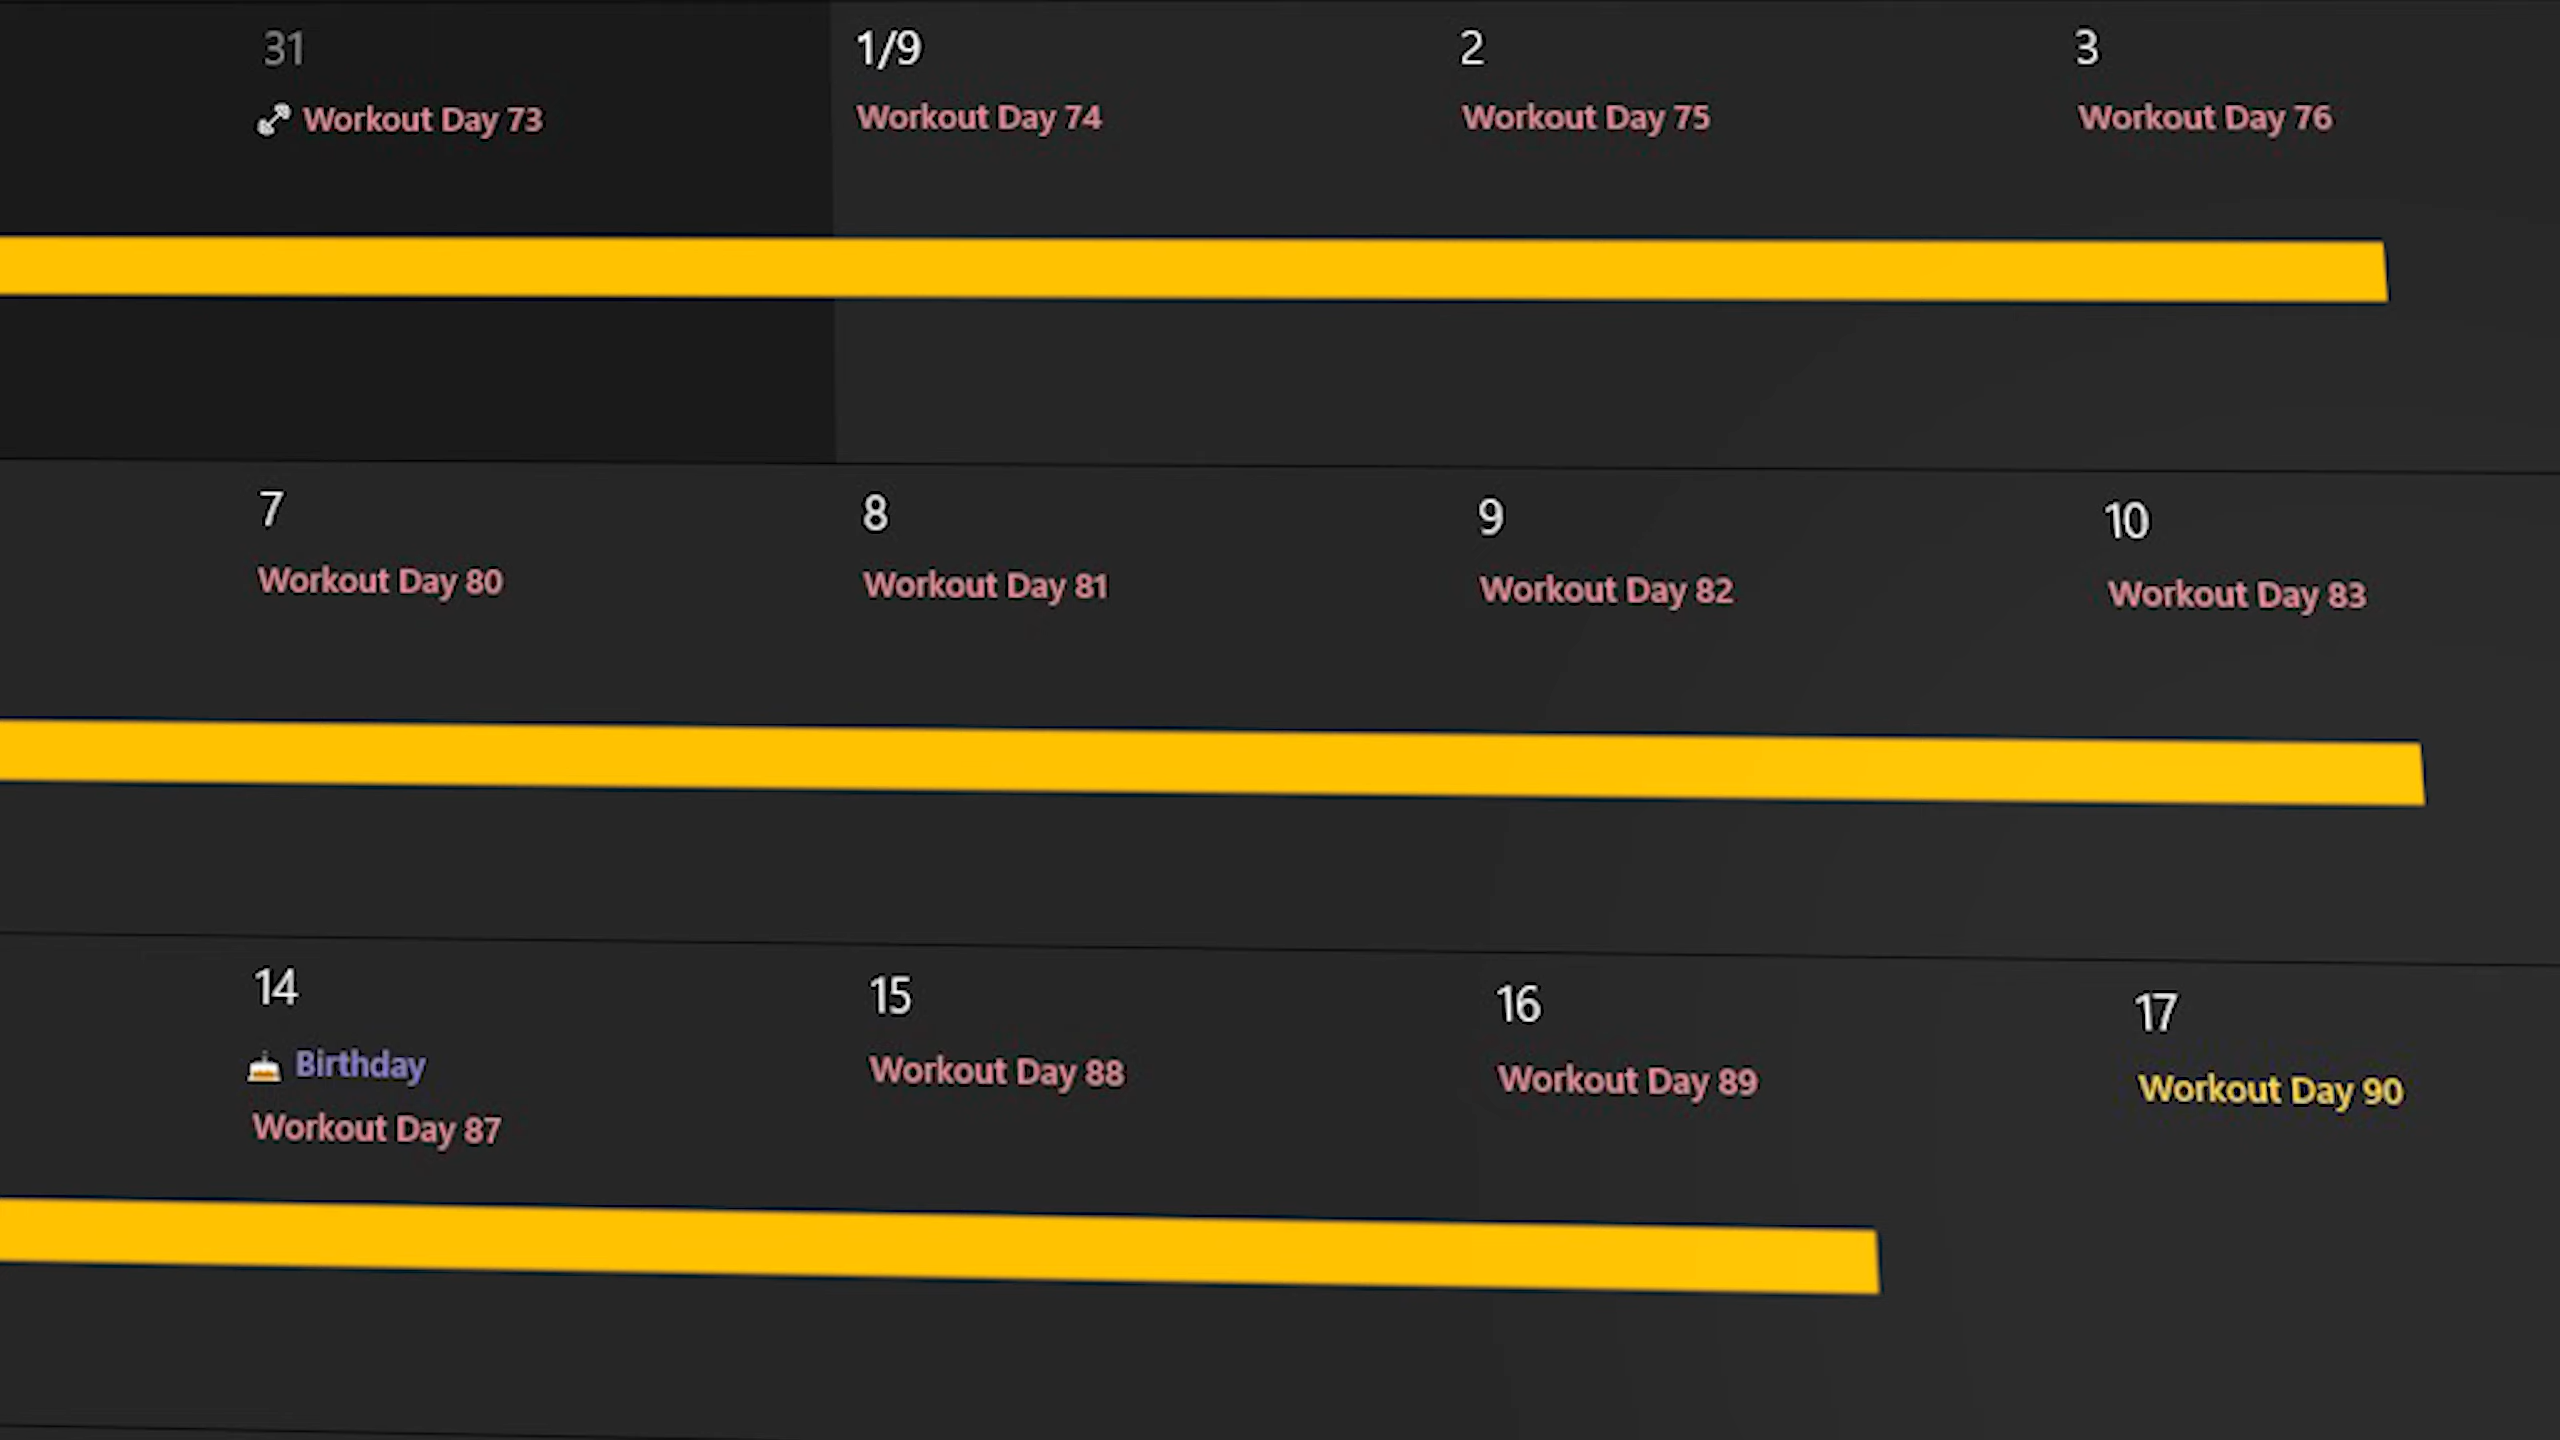 31
Workout Day 73
1/9
Workout Day 74
2
Workout Day 75
3
Workout Day 76
7
Workout Day 80
8
Workout Day 81
9
Workout Day 82
10
Workout Day 83
14
Birthday
Workout Day 87
15
Workout Day 88
16
Workout Day 89
17
Workout Day 90